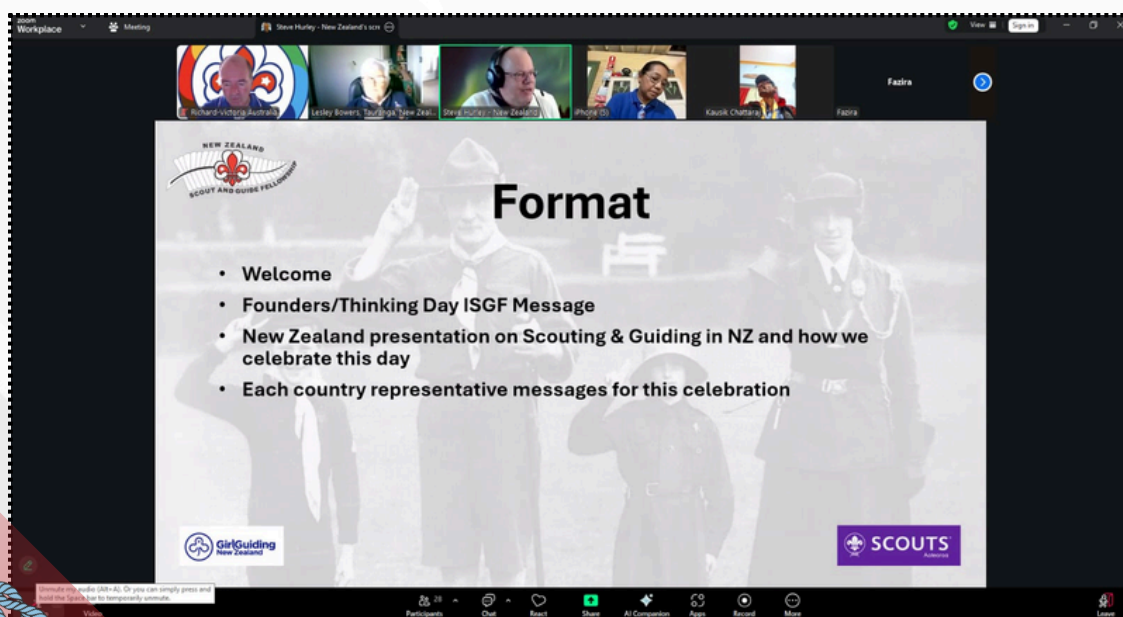 zoom
Workplace
Meeting
Steve Hurley - New Zealand's scre
View
Sign in
Richard-Victoria Australia
Lesley Bowers, Tauranga, New Zeal...
Steve Hurley - New Zealand
iPhone (5)
Kausik Chattaraj
Fazira
Fazira
NEW ZEALAND
SCOUT AND GUIDE FELLOWSHIP
Format
• Welcome
• Founders/Thinking Day ISGF Message
• New Zealand presentation on Scouting & Guiding in NZ and how we
celebrate this day
• Each country representative messages for this celebration
GirlGuiding
New Zealand
SCOUTS
Aotearoa
Unmute my audio (Alt+A). Or you can simply press and
hold the Space bar to temporarily unmute.
Video
28
Participants
Chat
React
Share
AI Companion
Apps
Record
More
Leave